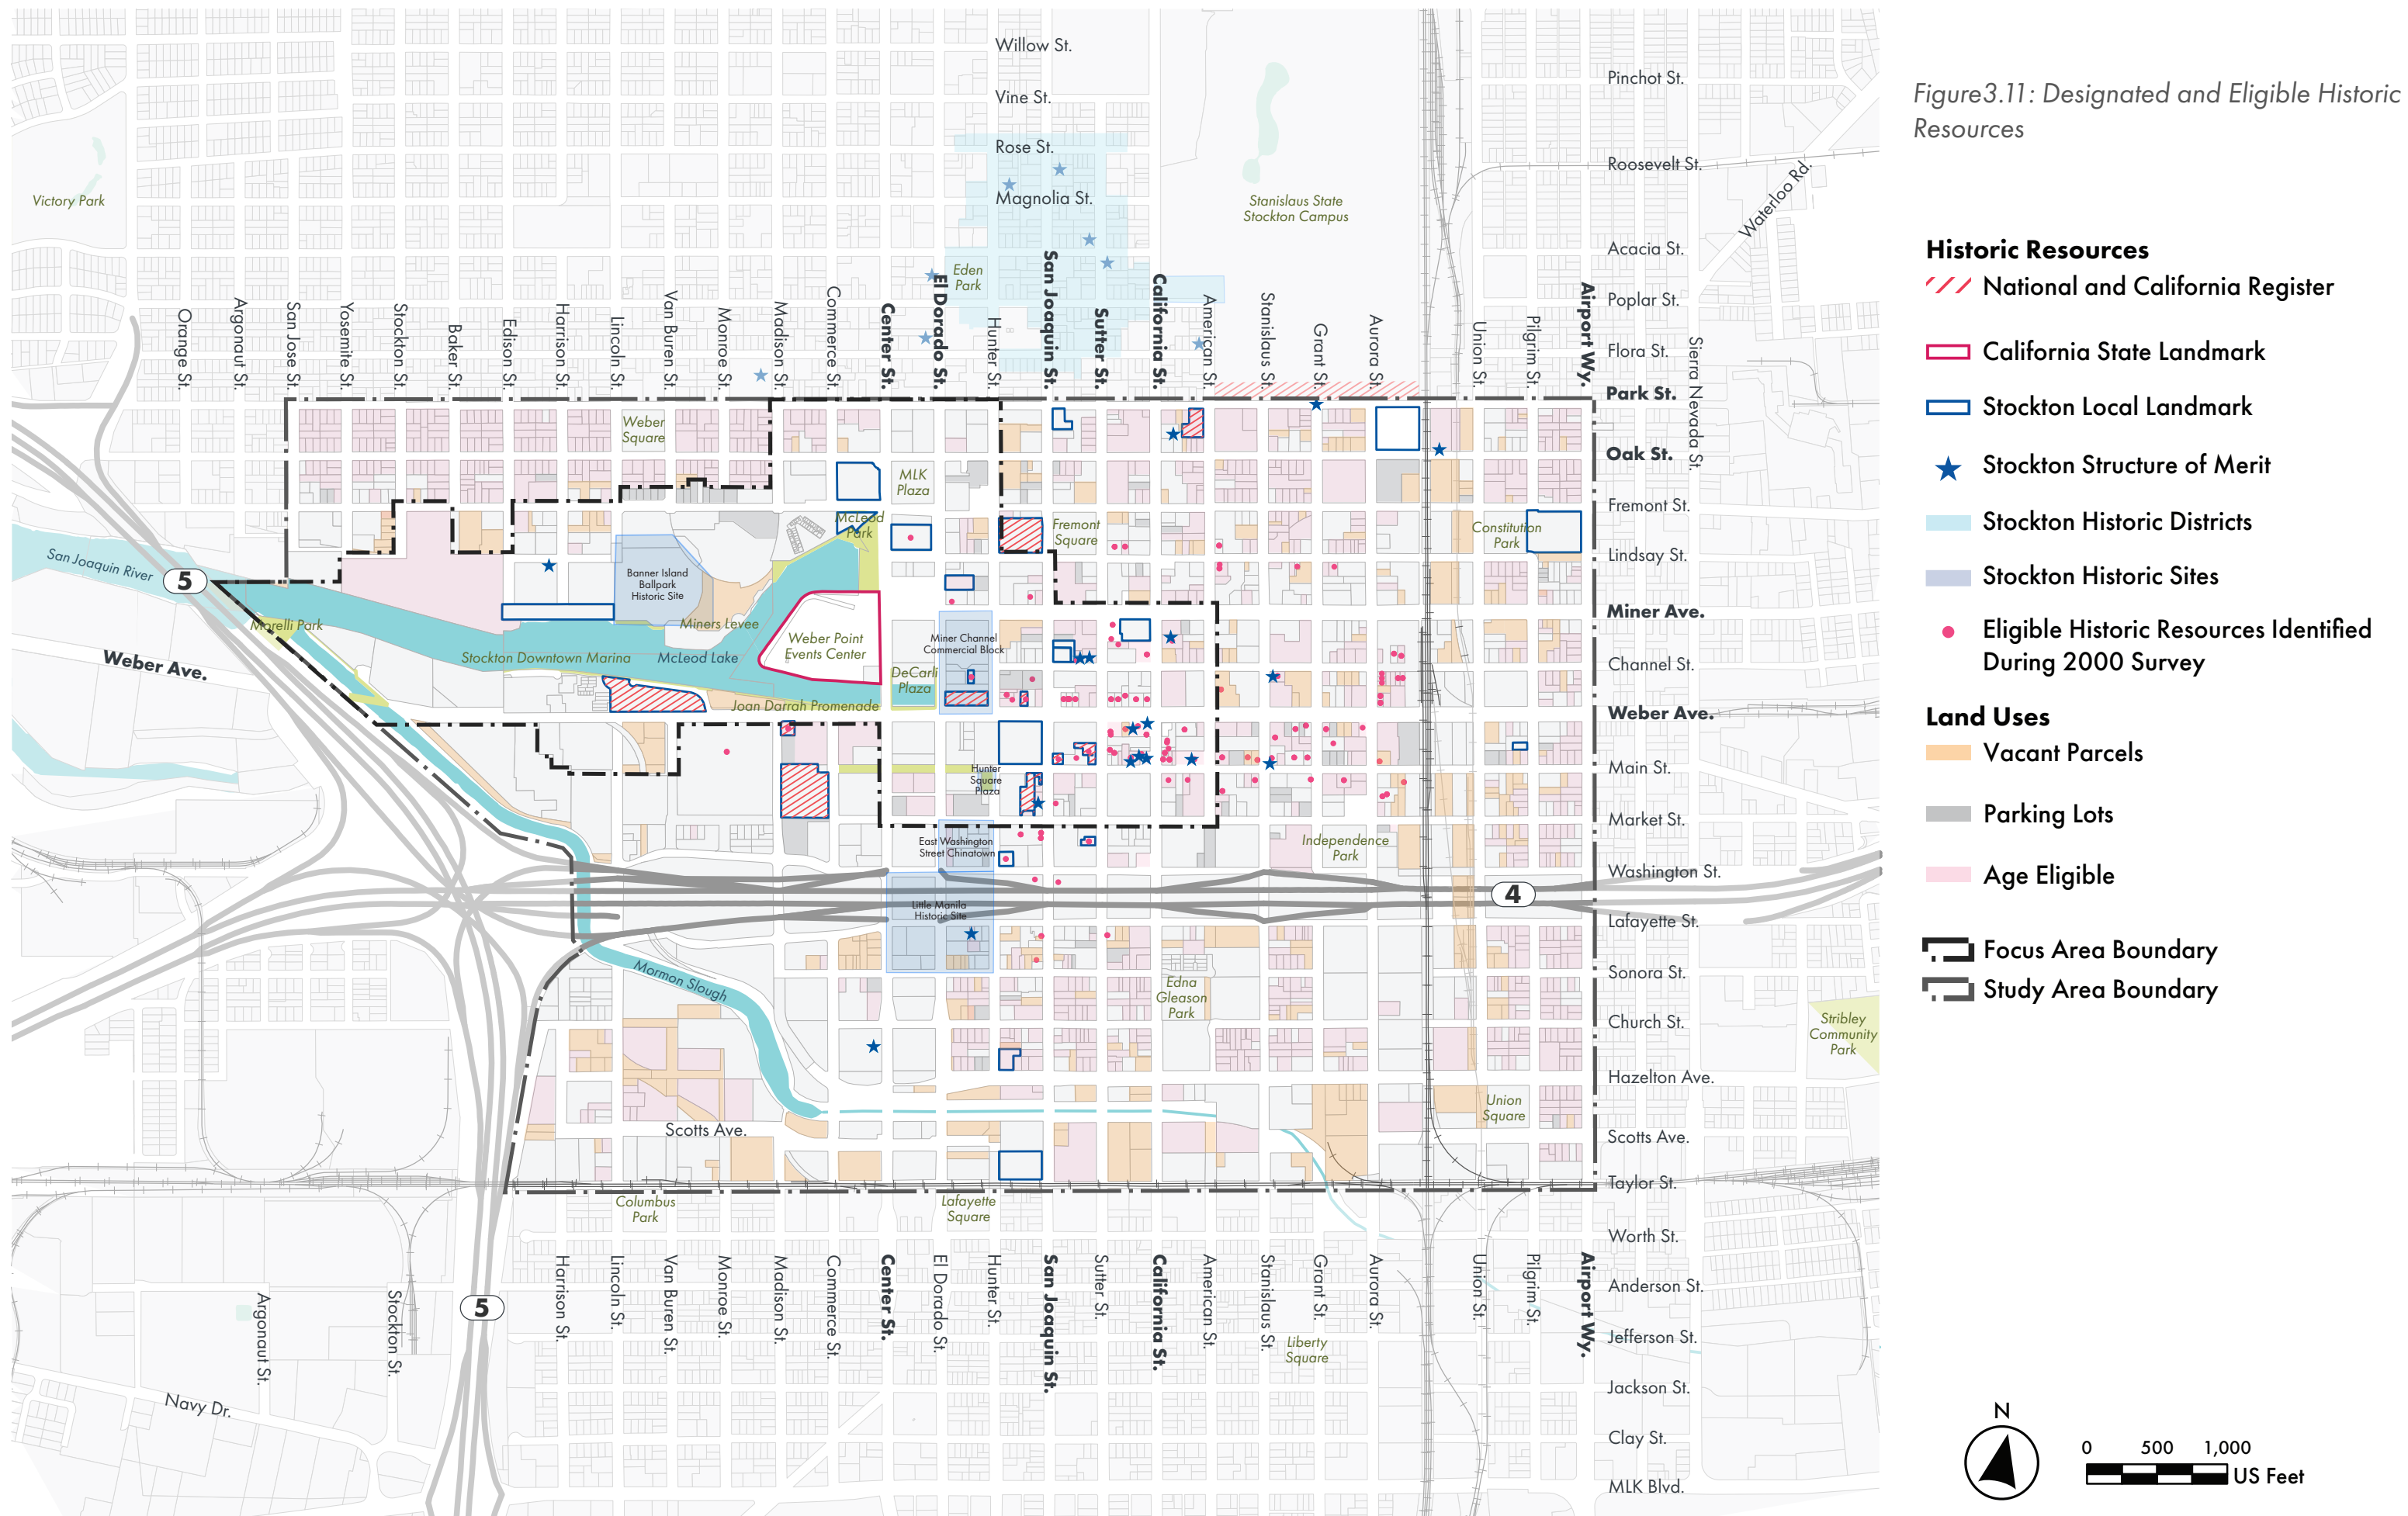 Figure3.11: Designated and Eligible Historic
Resources
Historic Resources
National and California Register
California State Landmark
Stockton Local Landmark
Stockton Structure of Merit
Stockton Historic Districts
Stockton Historic Sites
Eligible Historic Resources Identified
During 2000 Survey
Land Uses
Vacant Parcels
Parking Lots
Age Eligible
Focus Area Boundary
Study Area Boundary
N
0 500 1,000
US Feet
Willow St.
Vine St.
Rose St.
Magnolia St.
Victory Park
Stanislaus State
Stockton Campus
Eden
Park
Pinchot St.
Roosevelt St.
Waterloo Rd.
Acacia St.
Poplar St.
Flora St.
Park St.
Oak St.
Fremont St.
Lindsay St.
Miner Ave.
Channel St.
Weber Ave.
Main St.
Market St.
Washington St.
Lafayette St.
Sonora St.
Church St.
Hazelton Ave.
Scotts Ave.
Taylor St.
Worth St.
Anderson St.
Jefferson St.
Jackson St.
Clay St.
MLK Blvd.
Sierra Nevada St.
Orange St.
Argonaut St.
San Jose St.
Yosemite St.
Stockton St.
Baker St.
Edison St.
Harrison St.
Lincoln St.
Van Buren St.
Monroe St.
Madison St.
Commerce St.
Center St.
El Dorado St.
Hunter St.
San Joaquin St.
Sutter St.
California St.
American St.
Stanislaus St.
Grant St.
Aurora St.
Union St.
Pilgrim St.
Airport Wy.
Weber
Square
MLK
Plaza
McLeod
Park
Fremont
Square
Constitution
Park
San Joaquin River
5
Banner Island
Ballpark
Historic Site
Morelli Park
Miners Levee
Weber Point
Events Center
Miner Channel
Commercial Block
Weber Ave.
Stockton Downtown Marina
McLeod Lake
DeCarli
Plaza
Joan Darrah Promenade
Hunter
Square
Plaza
East Washington
Street Chinatown
Independence
Park
4
Little Manila
Historic Site
Mormon Slough
Edna
Gleason
Park
Stribley
Community
Park
Union
Square
Scotts Ave.
Columbus
Park
Lafayette
Square
5
Argonaut St.
Stockton St.
Harrison St.
Lincoln St.
Van Buren St.
Monroe St.
Madison St.
Commerce St.
Center St.
El Dorado St.
Hunter St.
San Joaquin St.
Sutter St.
California St.
American St.
Stanislaus St.
Grant St.
Aurora St.
Union St.
Pilgrim St.
Airport Wy.
Liberty
Square
Navy Dr.